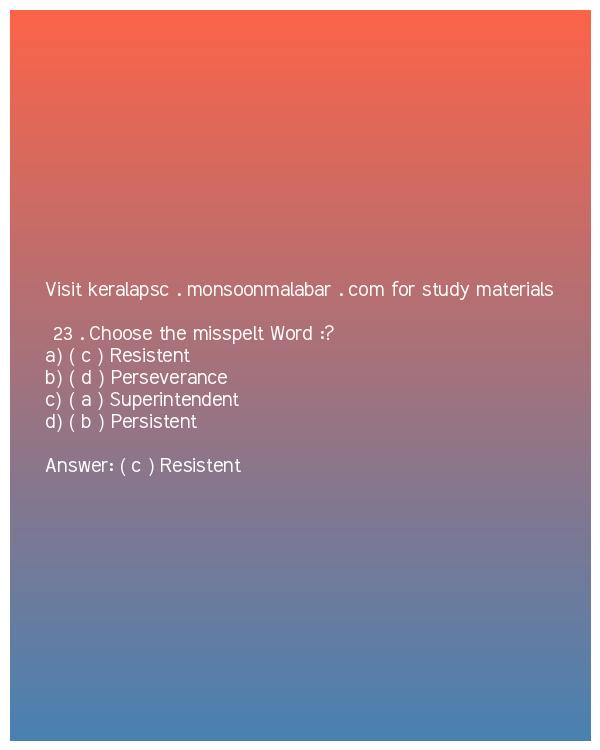 Visit keralapsc . monsoonmalabar . com for study materials
23 . Choose the misspelt Word :?
a) ( c ) Resistent
b) ( d ) Perseverance
c) ( a ) Superintendent
d) ( b ) Persistent
Answer: ( c ) Resistent